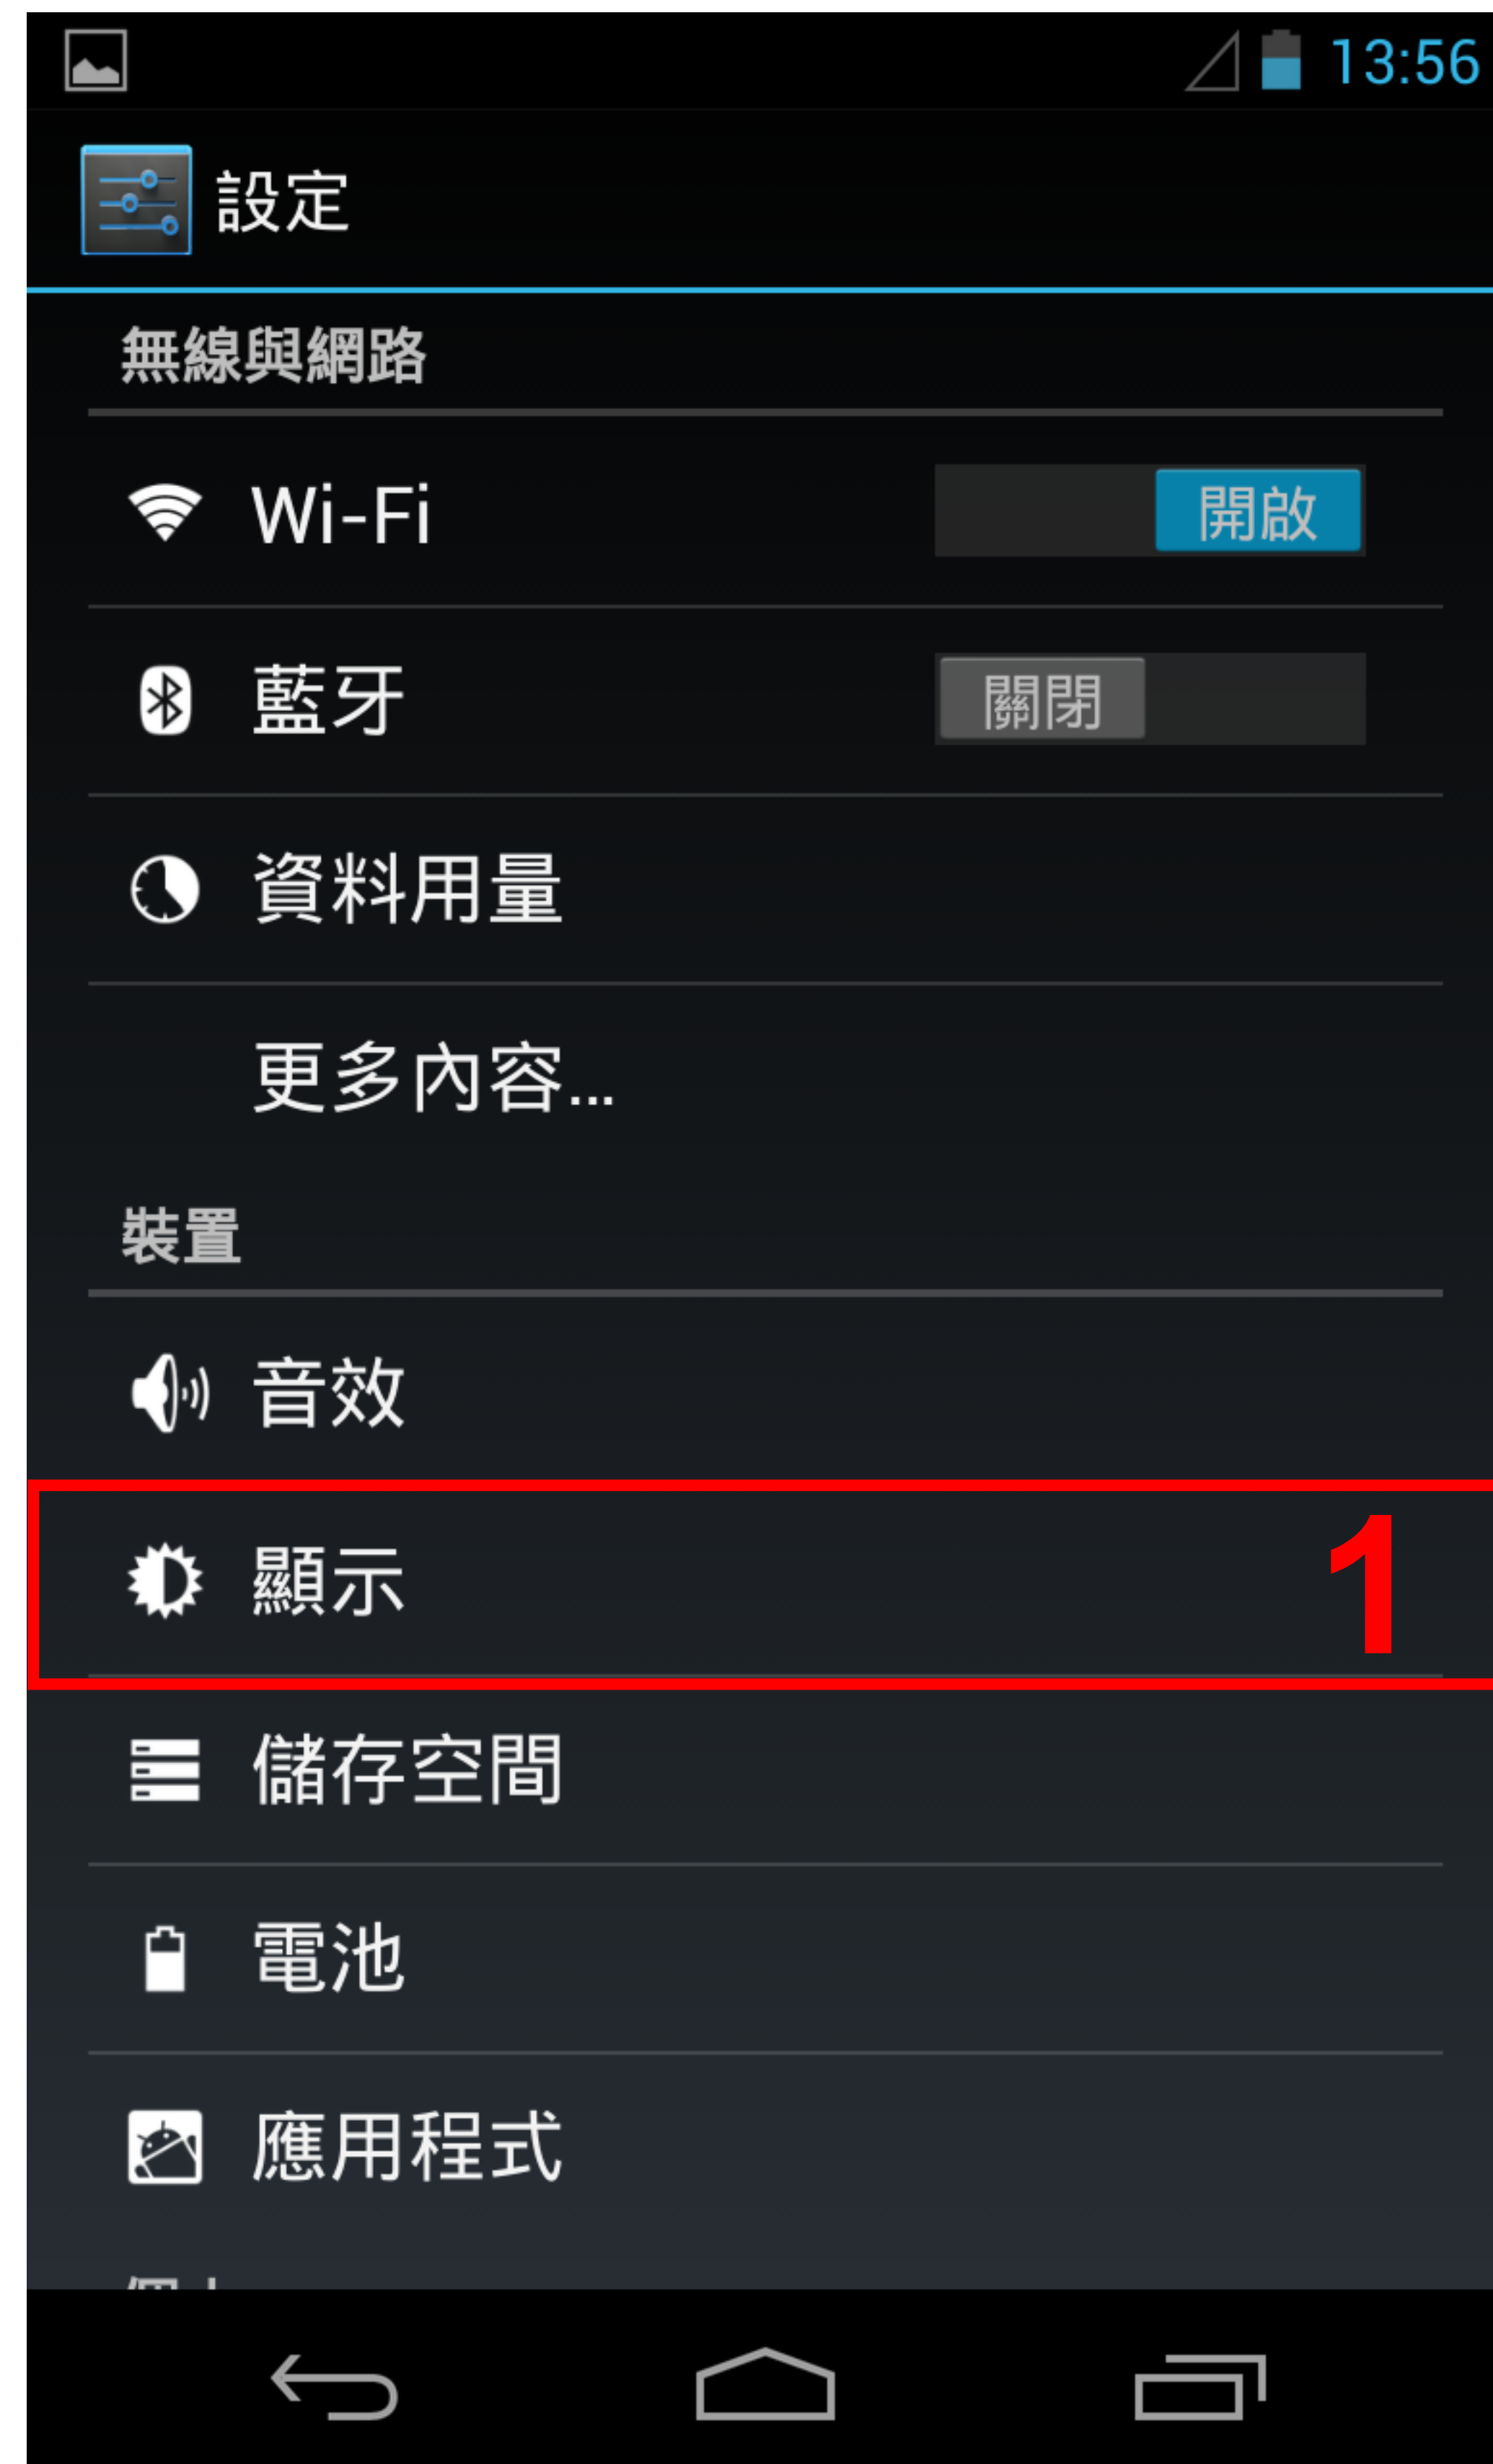 13:56
設定
無線與網路
Wi-Fi 開啟
藍牙 關閉
資料用量
更多內容...
裝置
音效
顯示 1
儲存空間
電池
應用程式